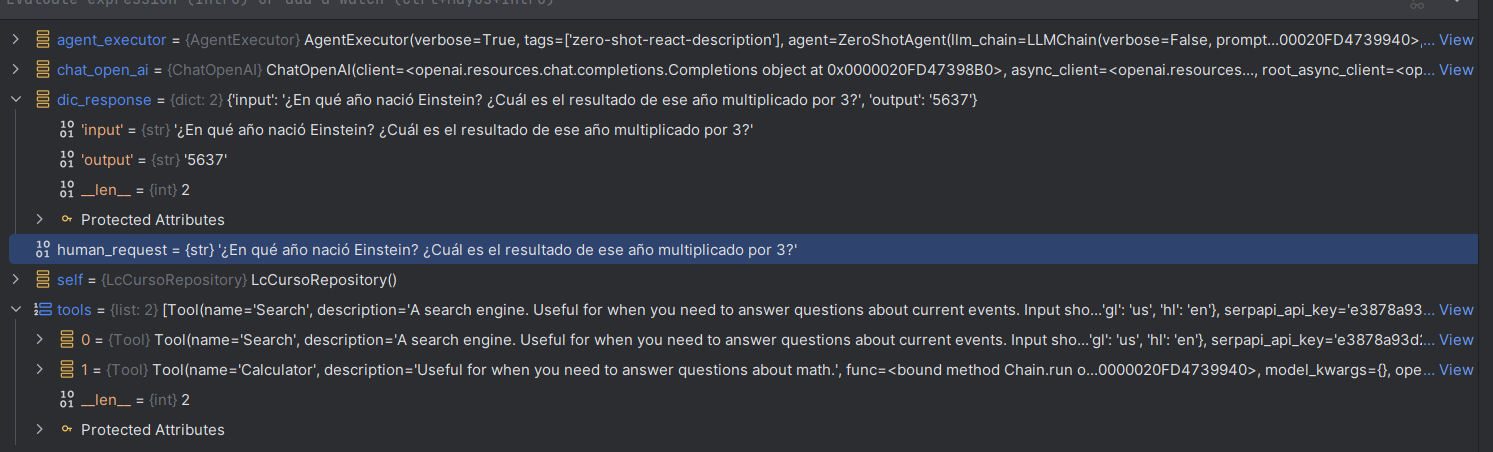 Evaluate expression (Intro) or add a watch (Ctrl+Mayús+Intro)
agent_executor = {AgentExecutor} AgentExecutor(verbose=True, tags=['zero-shot-react-description'], agent=ZeroShotAgent(llm_chain=LLMChain(verbose=False, prompt...00020FD4739940>,... View
chat_open_ai = {ChatOpenAI} ChatOpenAI(client=<openai.resources.chat.completions.Completions object at 0x0000020FD47398B0>, async_client=<openai.resources..., root_async_client=<op... View
dic_response = {dict: 2} {'input': '¿En qué año nació Einstein? ¿Cuál es el resultado de ese año multiplicado por 3?', 'output': '5637'}
10 01 'input' = {str} '¿En qué año nació Einstein? ¿Cuál es el resultado de ese año multiplicado por 3?'
10 01 'output' = {str} '5637'
10 01 __len__ = {int} 2
Protected Attributes
10 01 human_request = {str} '¿En qué año nació Einstein? ¿Cuál es el resultado de ese año multiplicado por 3?'
self = {LcCursoRepository} LcCursoRepository()
tools = {list: 2} [Tool(name='Search', description='A search engine. Useful for when you need to answer questions about current events. Input sho...'gl': 'us', 'hl': 'en'}, serpapi_api_key='e3878a93... View
0 = {Tool} Tool(name='Search', description='A search engine. Useful for when you need to answer questions about current events. Input sho...'gl': 'us', 'hl': 'en'}, serpapi_api_key='e3878a93d... View
1 = {Tool} Tool(name='Calculator', description='Useful for when you need to answer questions about math.', func=<bound method Chain.run o...0000020FD4739940>, model_kwargs={}, ope... View
10 01 __len__ = {int} 2
Protected Attributes